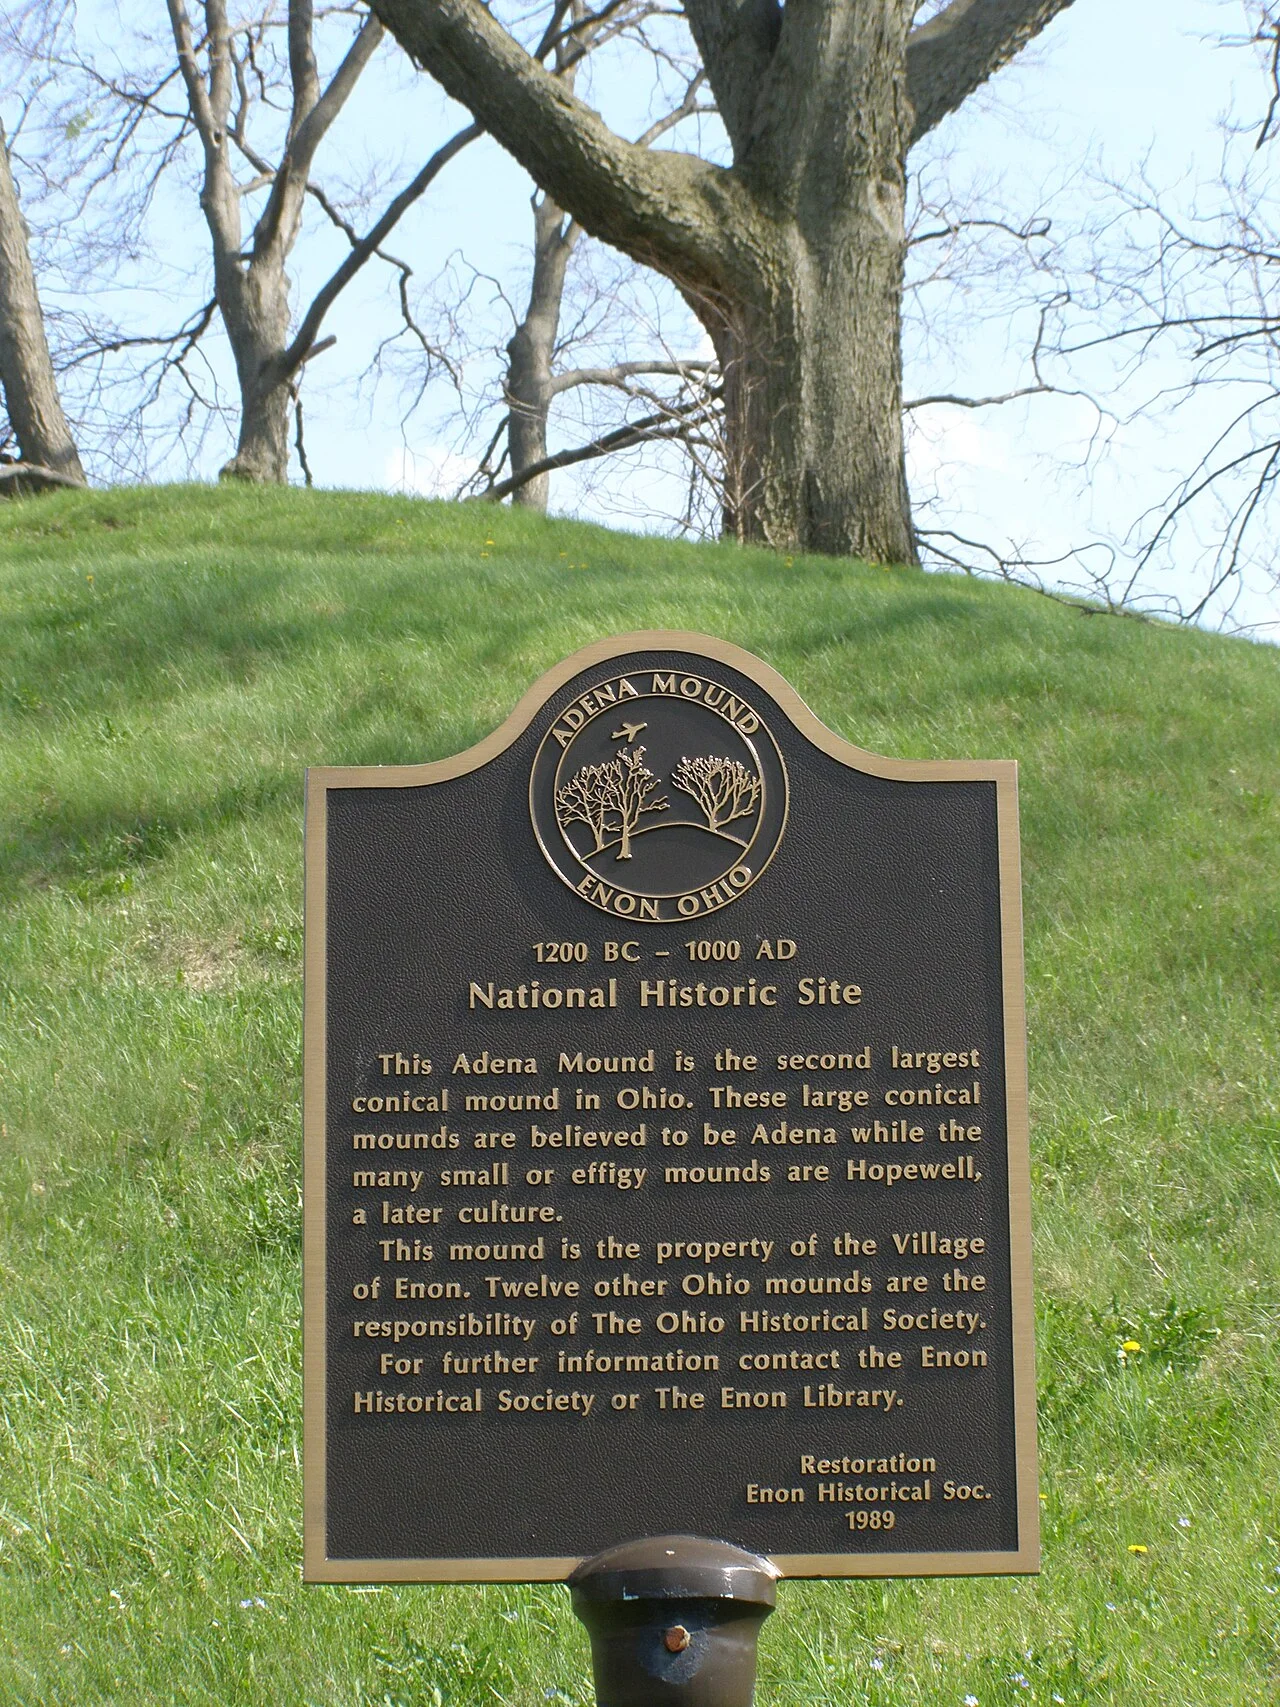 ADENA MOUND
ENON OHIO
1200 BC – 1000 AD
National Historic Site
This Adena Mound is the second largest
conical mound in Ohio. These large conical
mounds are believed to be Adena while the
many small or effigy mounds are Hopewell,
a later culture.
This mound is the property of the Village
of Enon. Twelve other Ohio mounds are the
responsibility of The Ohio Historical Society.
For further information contact the Enon
Historical Society or The Enon Library.
Restoration
Enon Historical Soc.
1989